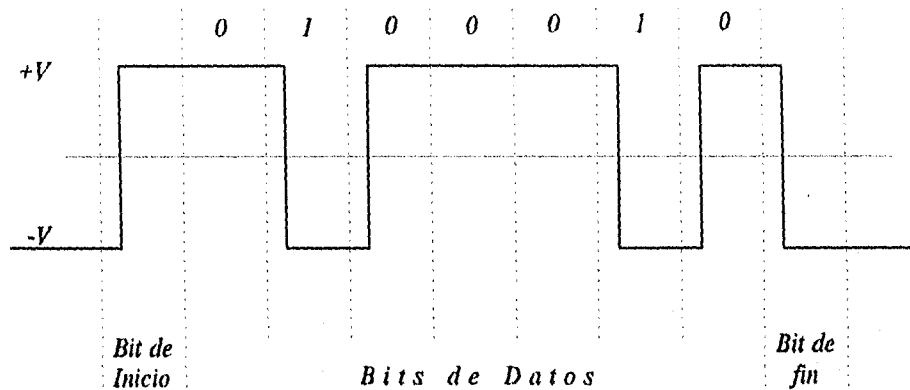 0 1 0 0 0 1 0
+V
-V
Bit de
Inicio
Bits de Datos
Bit de
fin